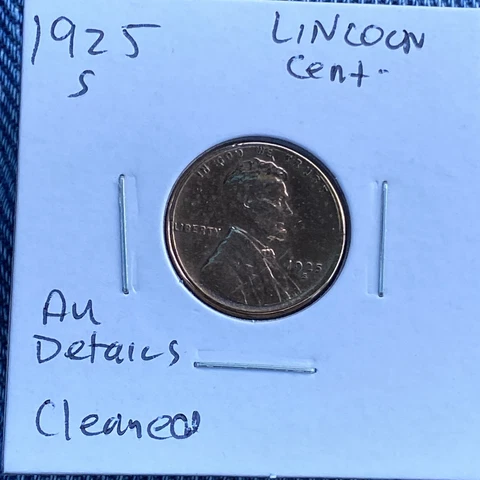 1925
S
LINCOLN
Cent.
IN GOD WE TRUST
LIBERTY
1925
S
AU
Details
Cleaned